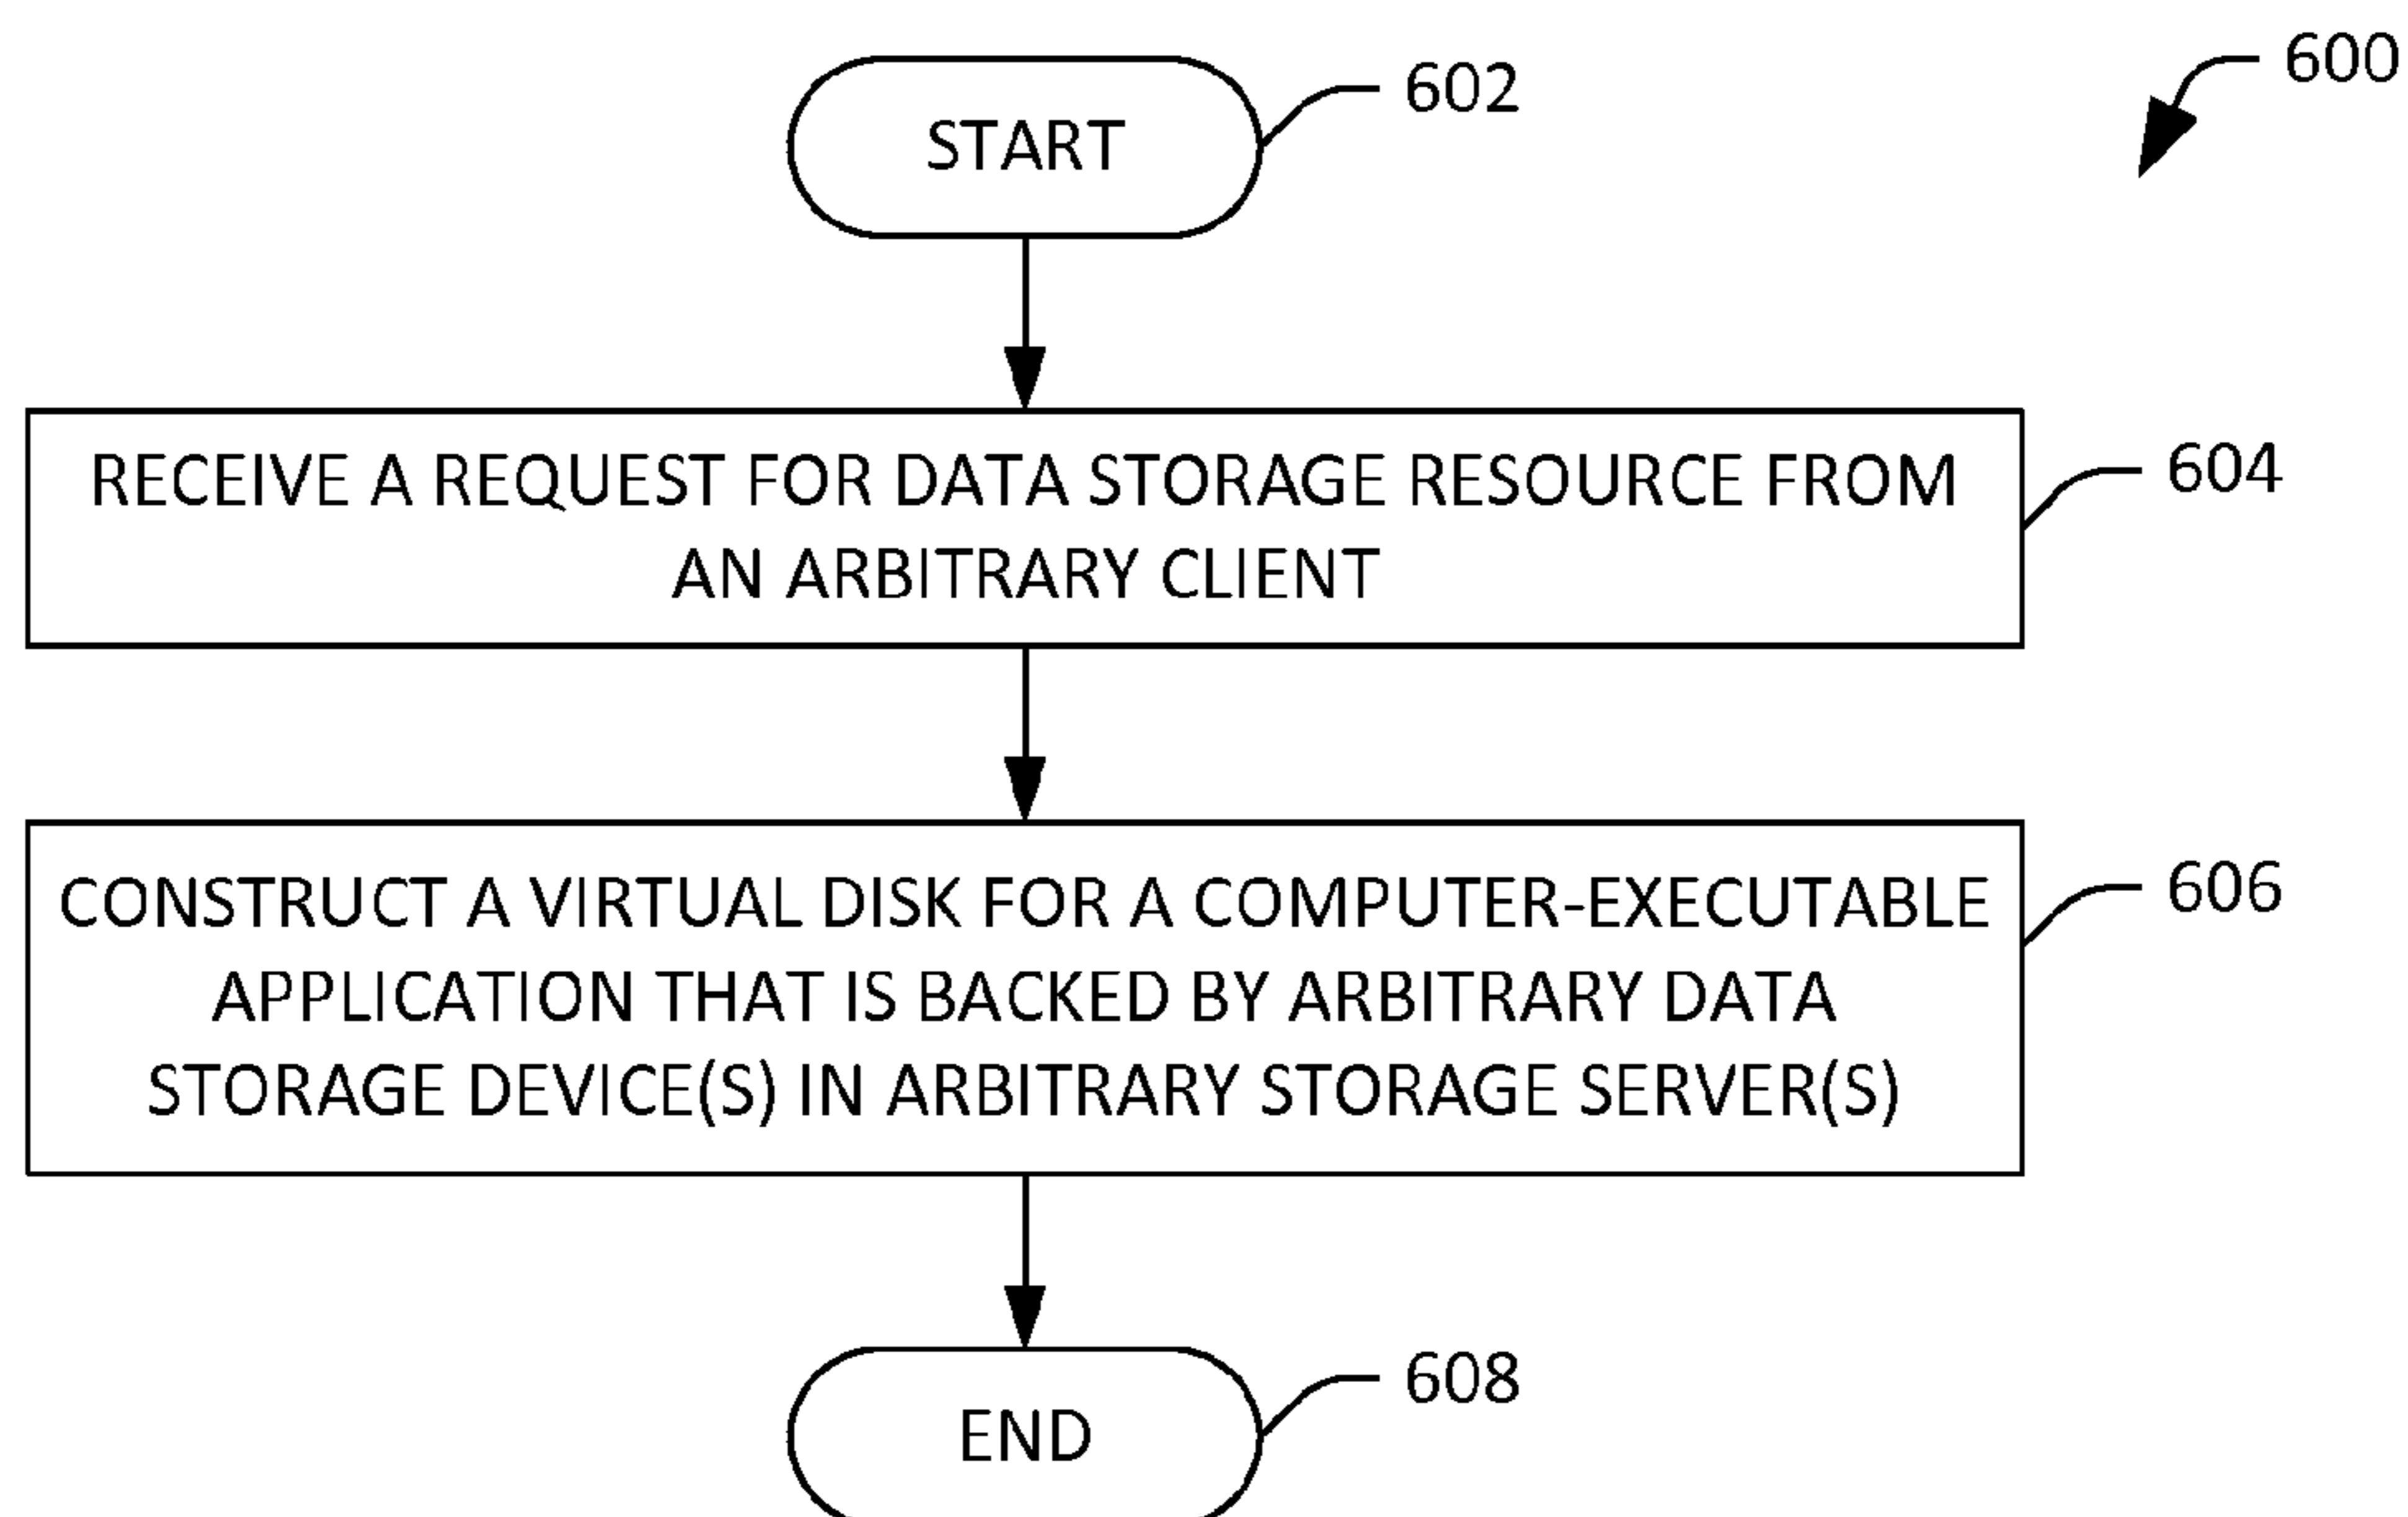 600
START
602
RECEIVE A REQUEST FOR DATA STORAGE RESOURCE FROM
AN ARBITRARY CLIENT
604
CONSTRUCT A VIRTUAL DISK FOR A COMPUTER-EXECUTABLE
APPLICATION THAT IS BACKED BY ARBITRARY DATA
STORAGE DEVICE(S) IN ARBITRARY STORAGE SERVER(S)
606
END
608